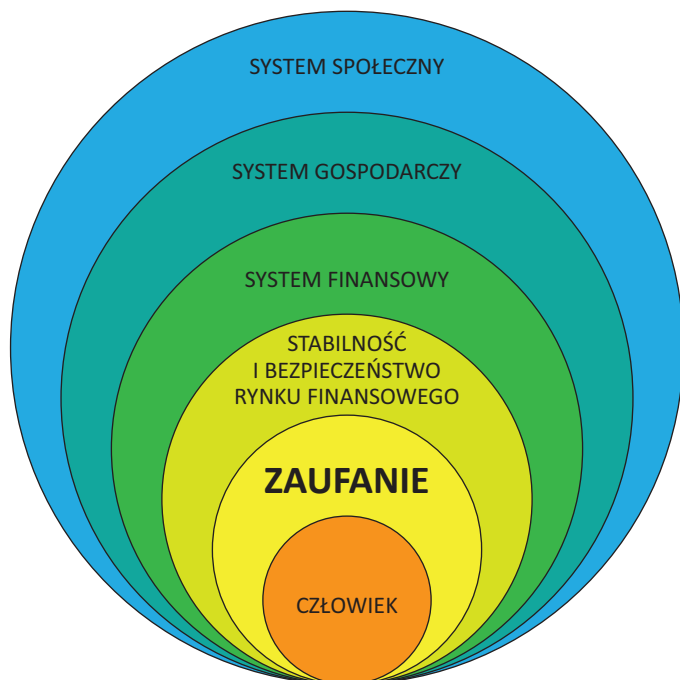 SYSTEM SPOŁECZNY
SYSTEM GOSPODARCZY
SYSTEM FINANSOWY
STABILNOŚĆ
I BEZPIECZEŃSTWO
RYNKU FINANSOWEGO
ZAUFANIE
CZŁOWIEK